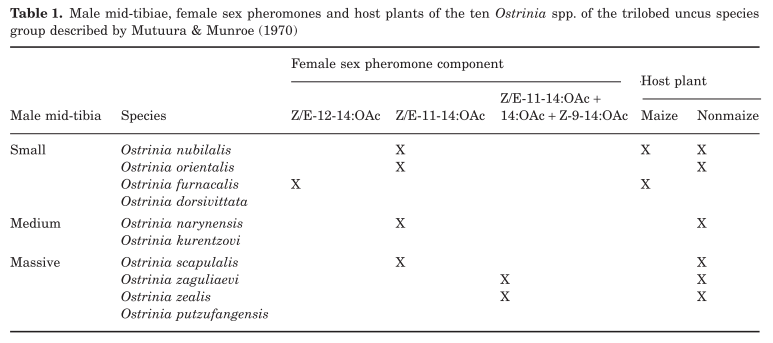 Table 1. Male mid-tibiae, female sex pheromones and host plants of the ten Ostrinia spp. of the trilobed uncus species
group described by Mutuura & Munroe (1970)
Female sex pheromone component
Host plant
Z/E-11-14:OAc +
Male mid-tibia Species Z/E-12-14:OAc Z/E-11-14:OAc 14:OAc + Z-9-14:OAc Maize Nonmaize
Small Ostrinia nubilalis X X X
Ostrinia orientalis X X
Ostrinia furnacalis X X
Ostrinia dorsivittata
Medium Ostrinia narynensis X X
Ostrinia kurentzovi
Massive Ostrinia scapulalis X X
Ostrinia zaguliaevi X X
Ostrinia zealis X X
Ostrinia putzufangensis